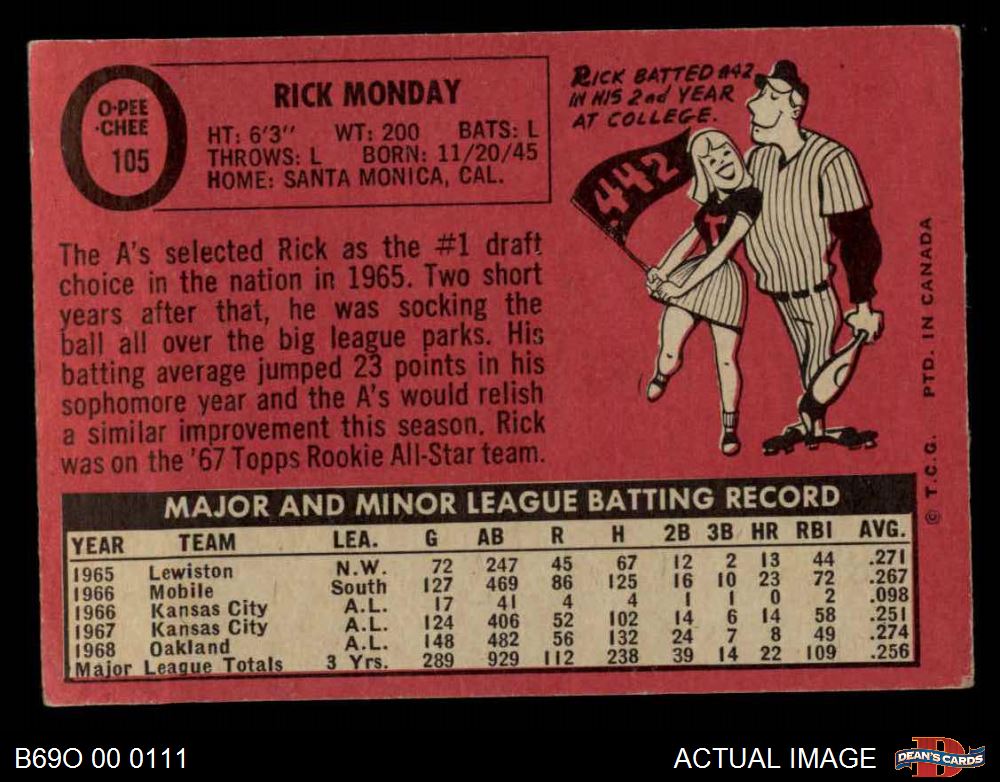 O-PEE
-CHEE
105
RICK MONDAY
HT: 6'3" WT: 200 BATS: L
THROWS: L BORN: 11/20/45
HOME: SANTA MONICA, CAL.
RICK BATTED .442
IN HIS 2nd YEAR
AT COLLEGE.
.442
T
The A's selected Rick as the #1 draft
choice in the nation in 1965. Two short
years after that, he was socking the
ball all over the big league parks. His
batting average jumped 23 points in his
sophomore year and the A's would relish
a similar improvement this season. Rick
was on the '67 Topps Rookie All-Star team.
© T.C.G. PTD. IN CANADA
MAJOR AND MINOR LEAGUE BATTING RECORD
YEAR TEAM LEA. G AB R H 2B 3B HR RBI AVG.
1965 Lewiston N.W. 72 247 45 67 12 2 13 44 .271
1966 Mobile South 127 469 86 125 16 10 23 72 .267
1966 Kansas City A.L. 17 41 4 4 1 1 0 2 .098
1967 Kansas City A.L. 124 406 52 102 14 6 14 58 .251
1968 Oakland A.L. 148 482 56 132 24 7 8 49 .274
Major League Totals 3 Yrs. 289 929 112 238 39 14 22 109 .256
B69O 00 0111
ACTUAL IMAGE
D
DEAN'S CARDS